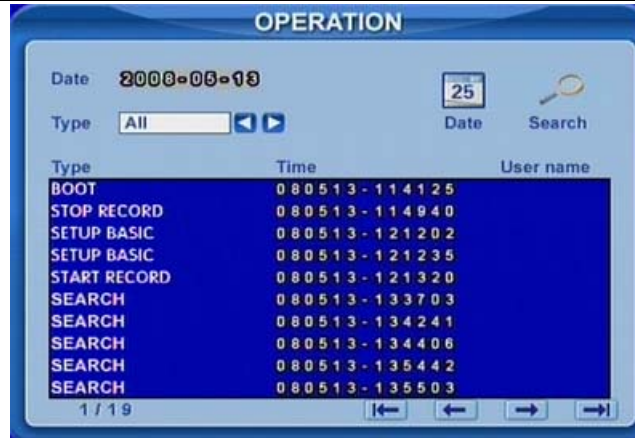 OPERATION
Date 2008-05-13
25
Type All Date Search
Type Time User name
BOOT 080513-114125
STOP RECORD 080513-114940
SETUP BASIC 080513-121202
SETUP BASIC 080513-121235
START RECORD 080513-121320
SEARCH 080513-133703
SEARCH 080513-134241
SEARCH 080513-134406
SEARCH 080513-135442
SEARCH 080513-135503
1/19